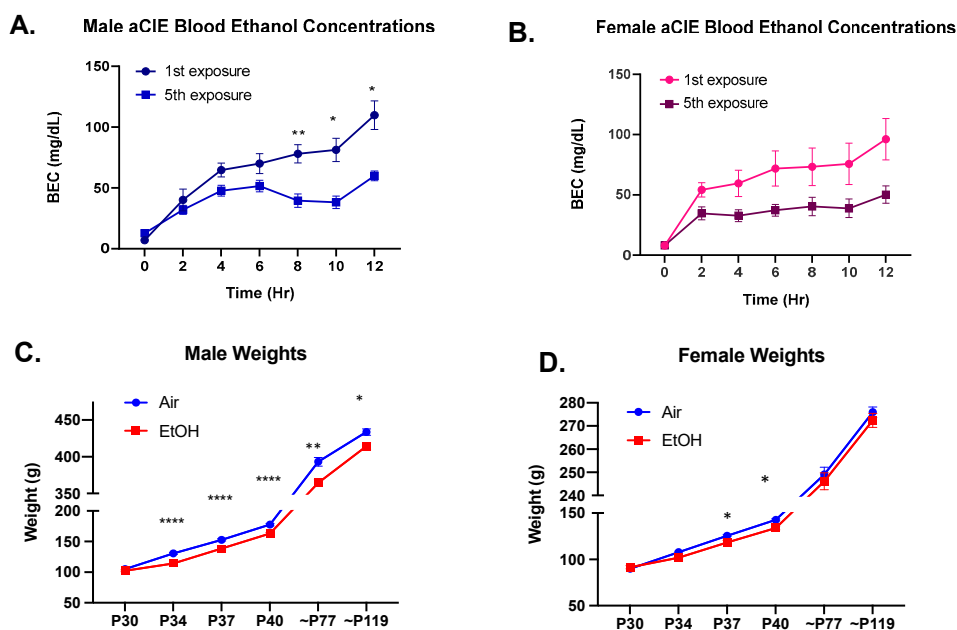 A.
Male aCIE Blood Ethanol Concentrations
150
100
50
0
BEC (mg/dL)
1st exposure
5th exposure
**
*
*
0 2 4 6 8 10 12
Time (Hr)
B.
Female aCIE Blood Ethanol Concentrations
150
100
50
0
BEC (mg/dL)
1st exposure
5th exposure
0 2 4 6 8 10 12
Time (Hr)
C.
Male Weights
450
400
350
200
150
100
50
Weight (g)
Air
EtOH
****
****
****
**
*
P30 P34 P37 P40 ~P77 ~P119
D.
Female Weights
280
270
260
250
240
150
100
50
Weight (g)
Air
EtOH
*
*
P30 P34 P37 P40 ~P77 ~P119